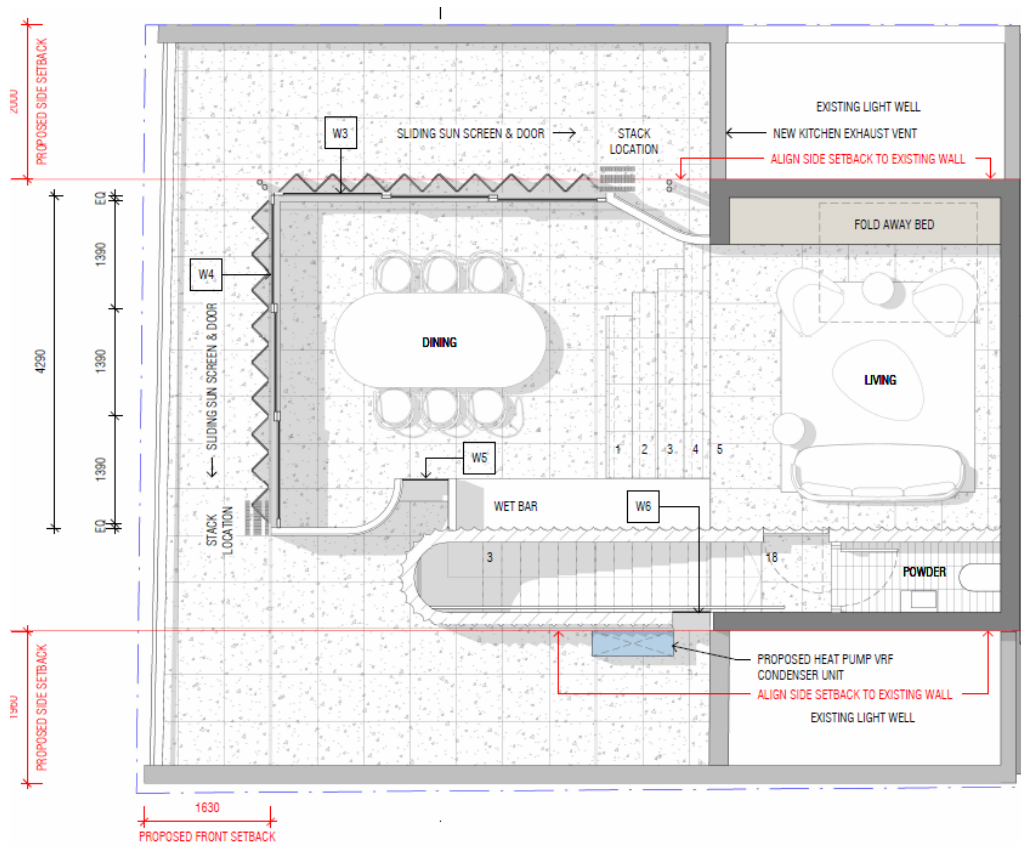 2000
PROPOSED SIDE SETBACK
W3
SLIDING SUN SCREEN & DOOR
STACK
LOCATION
EXISTING LIGHT WELL
NEW KITCHEN EXHAUST VENT
ALIGN SIDE SETBACK TO EXISTING WALL
EQ
1390
1390
1390
EQ
4290
FOLD AWAY BED
W4
SLIDING SUN SCREEN & DOOR
STACK
LOCATION
DINING
LIVING
1
2
3
4
5
W5
WET BAR
W6
3
18
POWDER
PROPOSED HEAT PUMP VRF
CONDENSER UNIT
ALIGN SIDE SETBACK TO EXISTING WALL
EXISTING LIGHT WELL
1960
PROPOSED SIDE SETBACK
1630
PROPOSED FRONT SETBACK